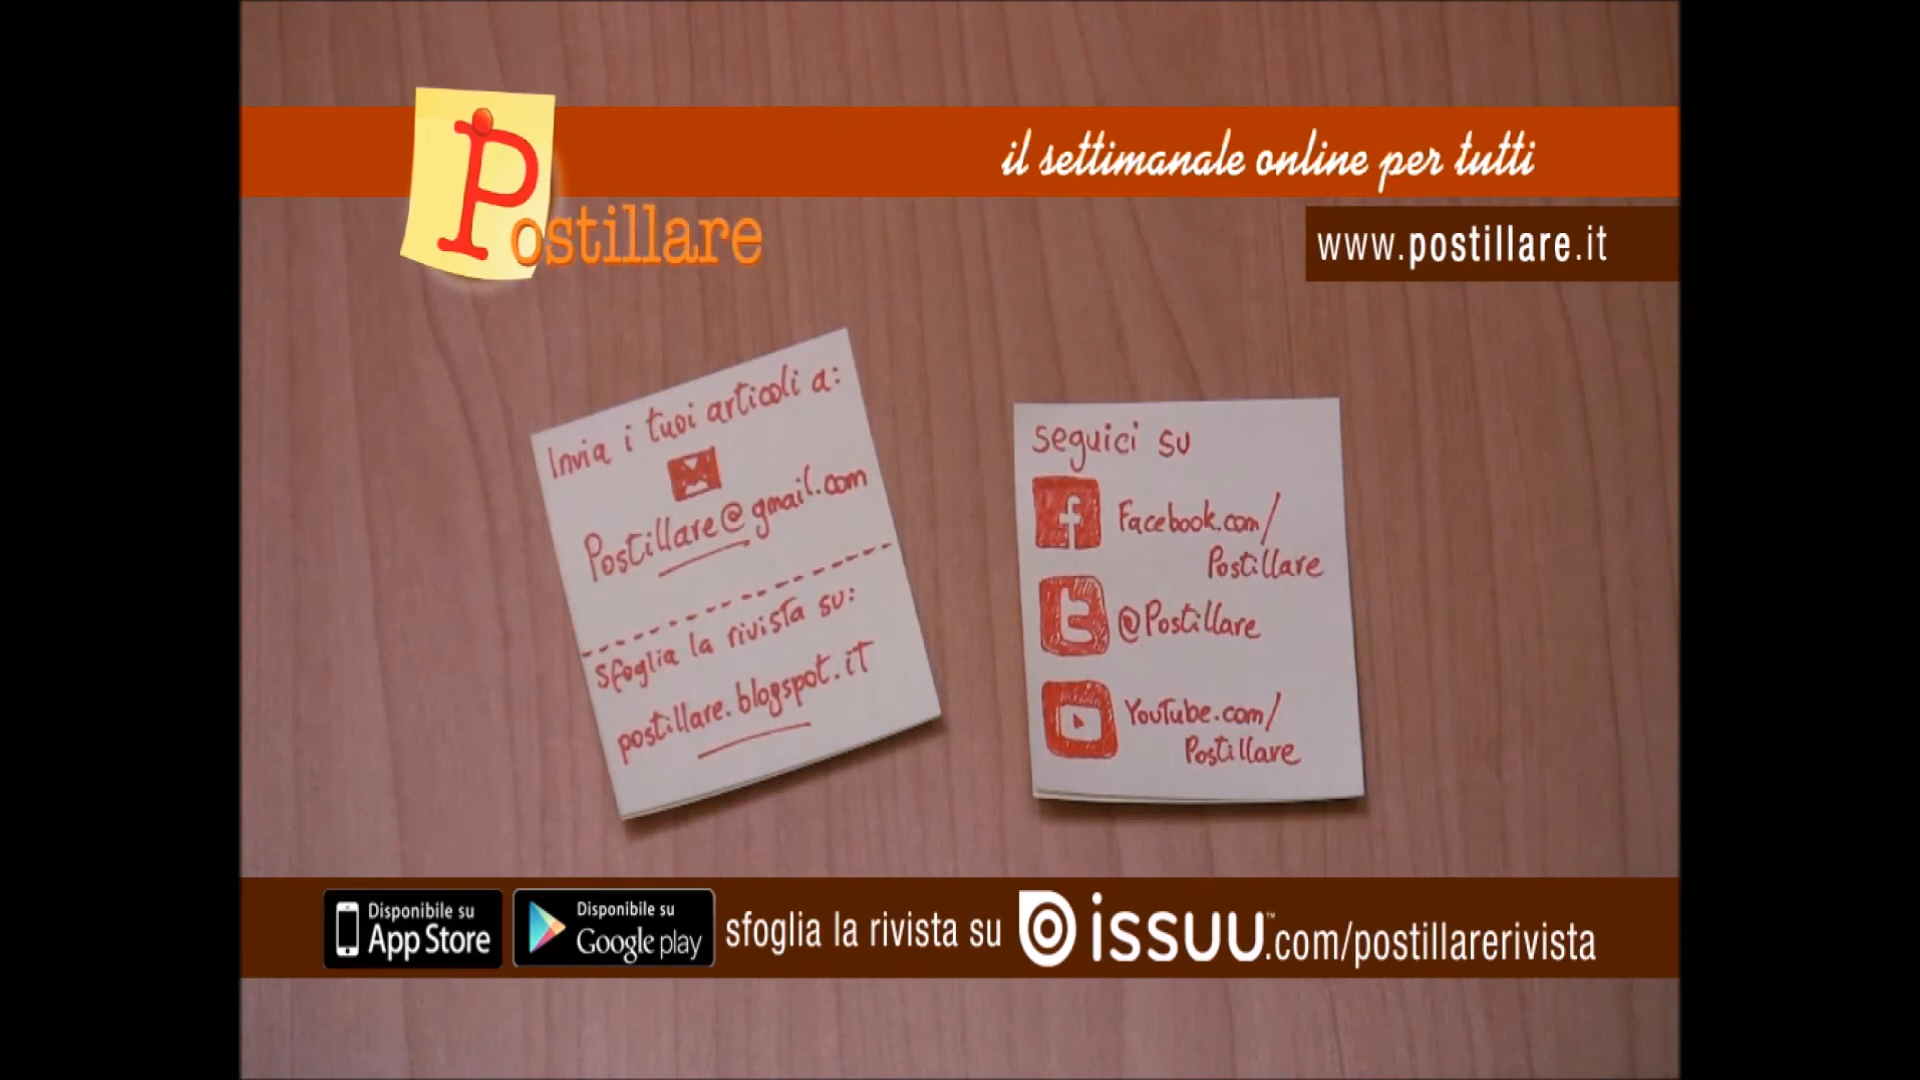 Postillare
il settimanale online per tutti
www.postillare.it
Invia i tuoi articoli a:
Postillare@gmail.com
Sfoglia la rivista su:
postillare.blogspot.it
Seguici su
f Facebook.com/
Postillare
t @Postillare
YouTube.com/
Postillare
Disponibile su
App Store
Disponibile su
Google play
sfoglia la rivista su issuu™.com/postillarerivista